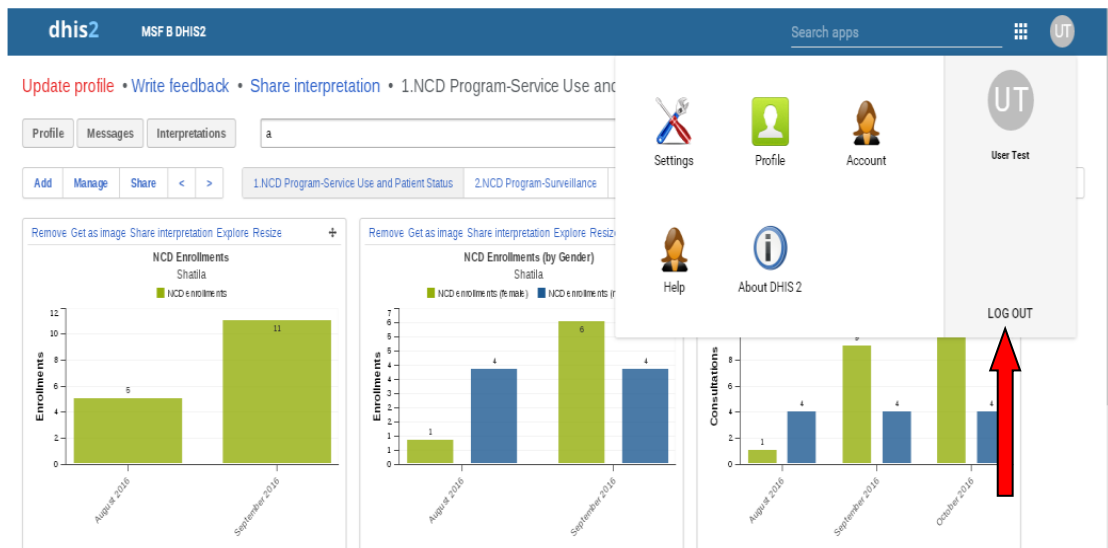 dhis2 MSF B DHIS2 Search apps UT
Update profile • Write feedback • Share interpretation • 1.NCD Program-Service Use and
UT
User Test
Settings Profile Account
Help About DHIS 2
LOG OUT
Profile Messages Interpretations a
Add Manage Share < > 1.NCD Program-Service Use and Patient Status 2.NCD Program-Surveillance
Remove Get as image Share interpretation Explore Resize
NCD Enrollments
Shatila
NCD enrollments
Enrollments
12
10
8
6
4
2
0
5
11
August 2016
September 2016
Remove Get as image Share interpretation Explore Resize
NCD Enrollments (by Gender)
Shatila
NCD enrollments (female) NCD enrollments (
Enrollments
7
6
5
5
4
3
2
2
1
0
1
4
6
4
August 2016
September 2016
Consultations
8
6
4
2
0
1
4
4
4
August 2016
September 2016
October 2016